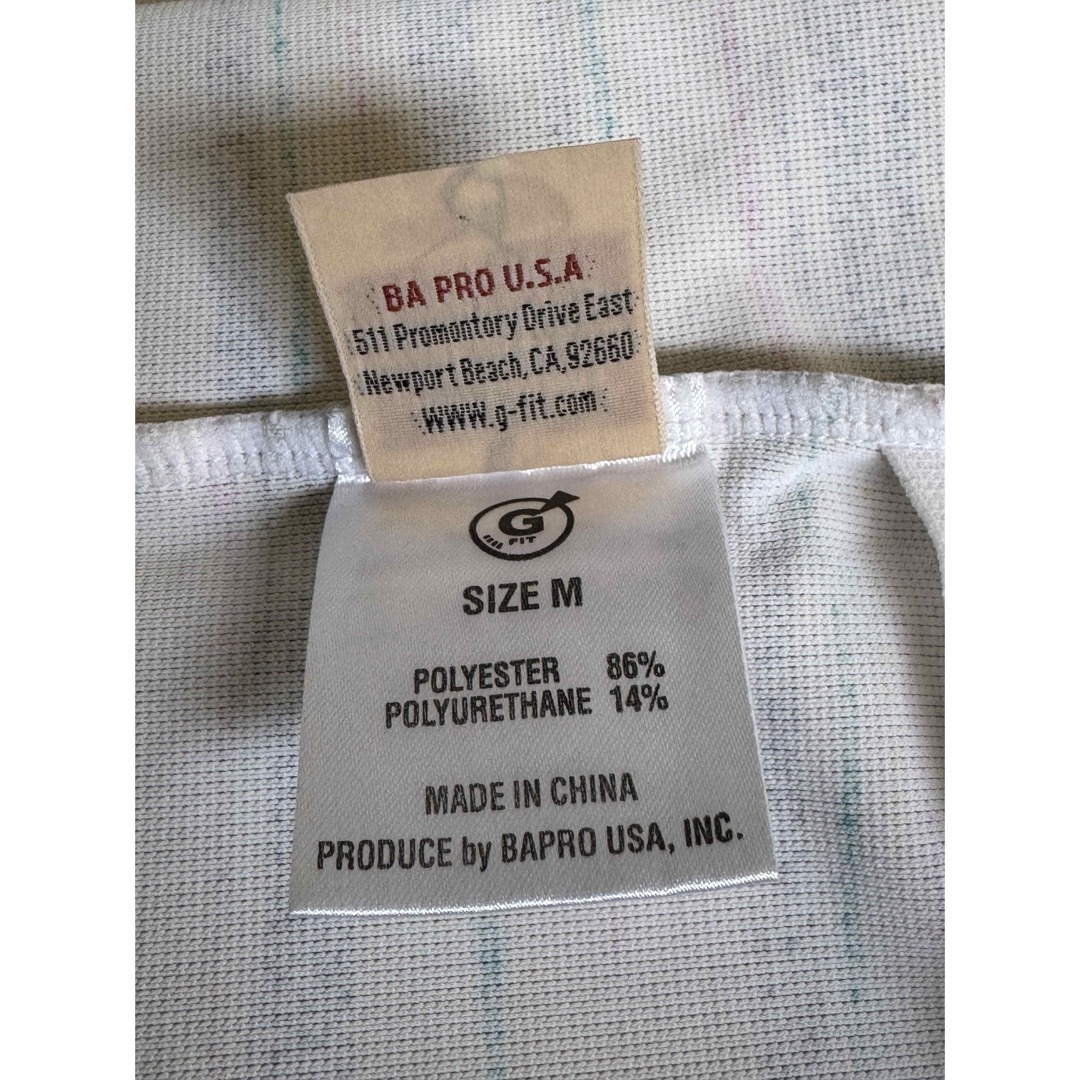 BA PRO U.S.A
511 Promontory Drive East
Newport Beach, CA, 92660
WWW.g-fit.com
G
FIT
SIZE M
POLYESTER 86%
POLYURETHANE 14%
MADE IN CHINA
PRODUCE by BAPRO USA, INC.